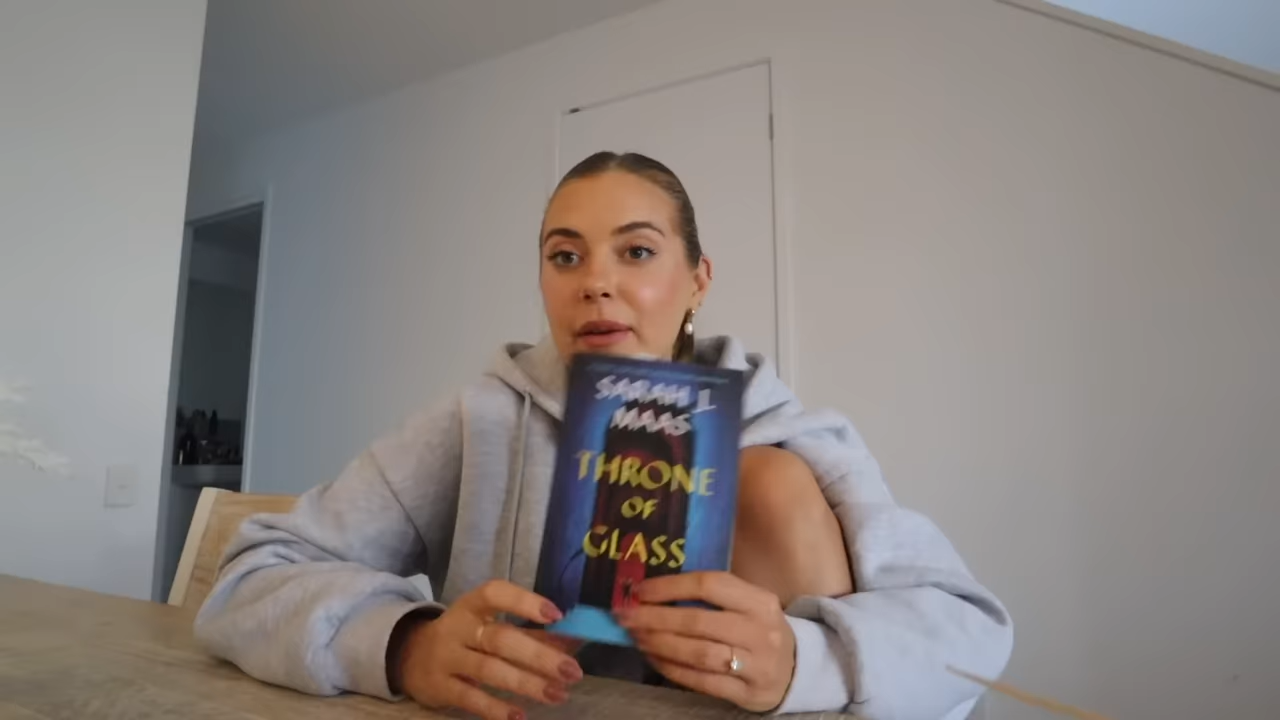 SARAH J.
MAAS
THRONE
OF
GLASS